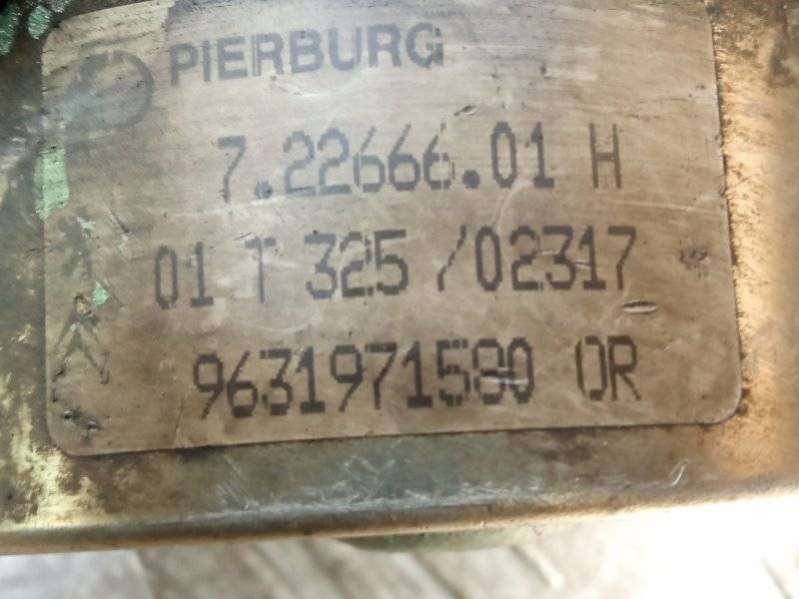 PIERBURG
7.22666.01 H
01 T 325 /02317
9631971580 OR